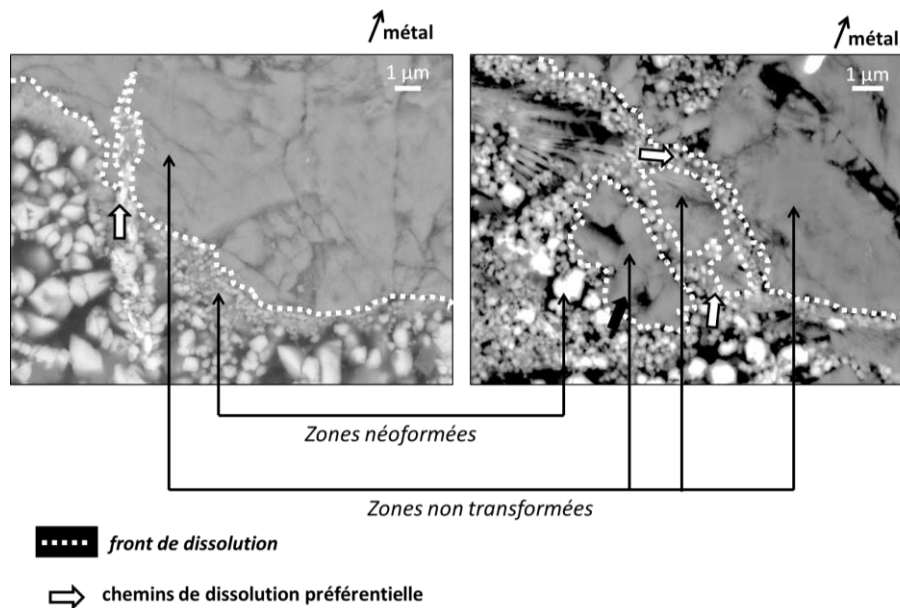 métal
métal
1 μm
1 μm
Zones néoformées
Zones non transformées
front de dissolution
chemins de dissolution préférentielle